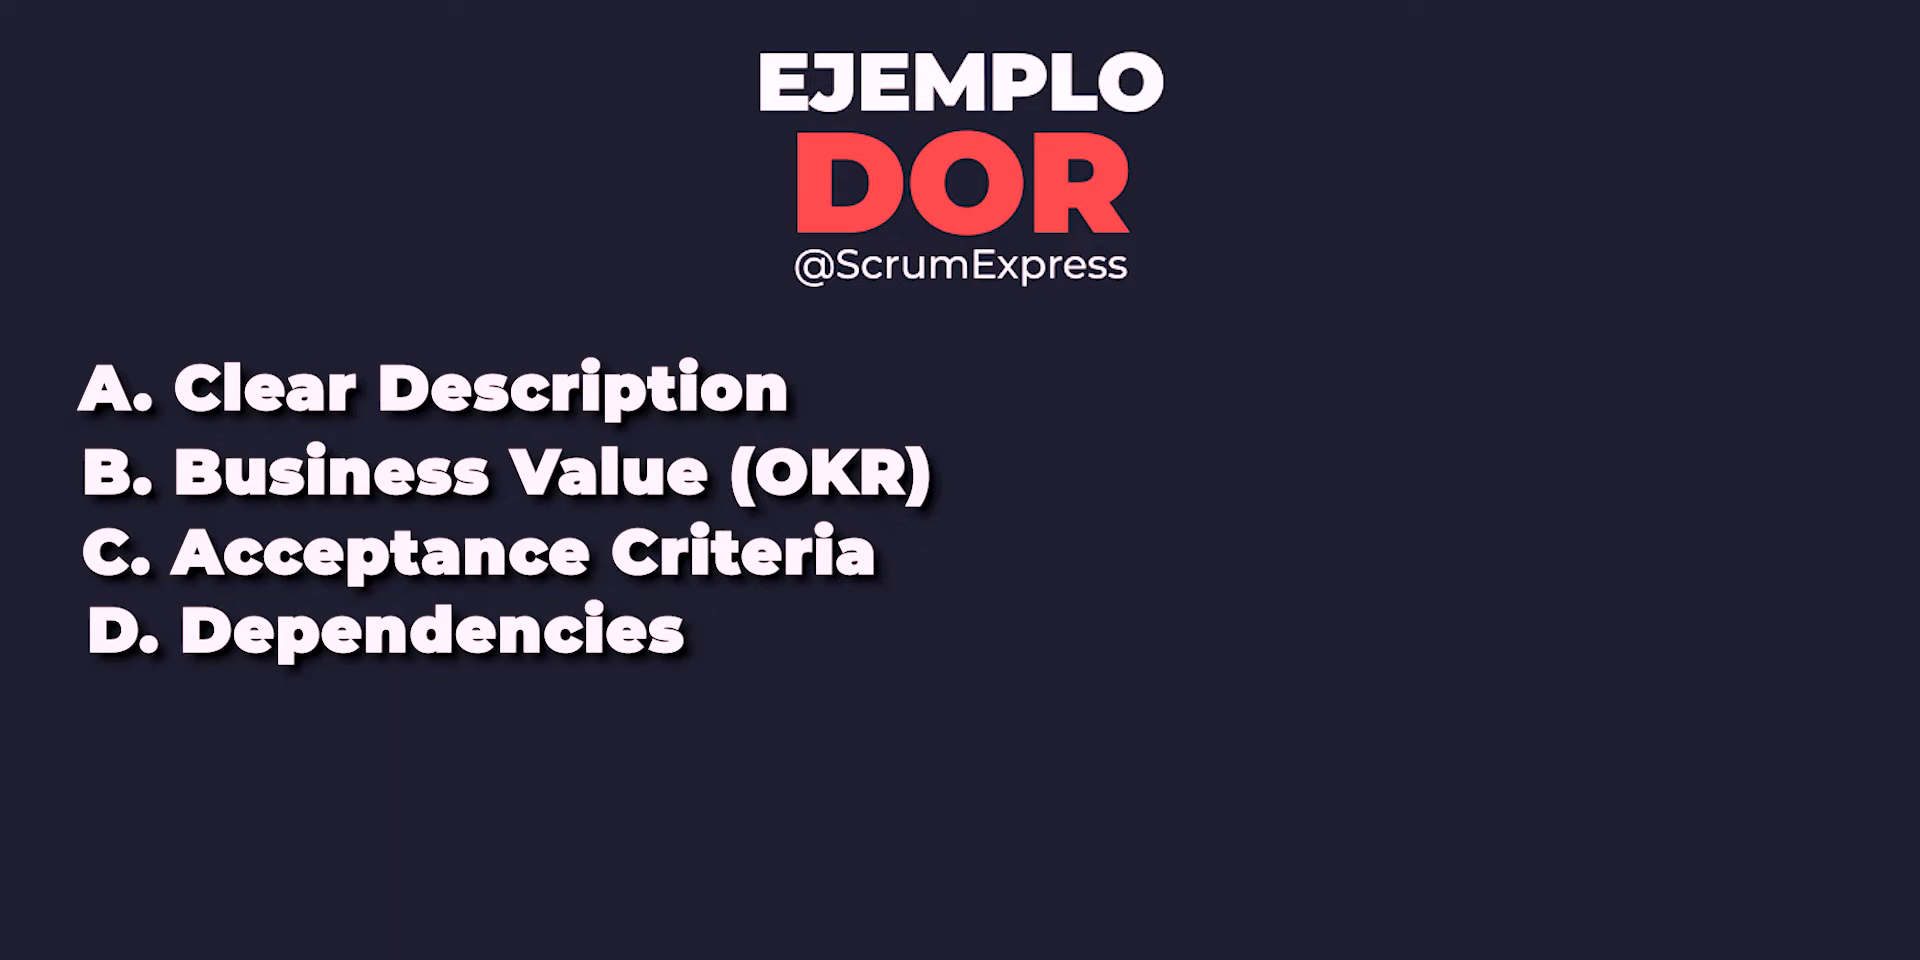 EJEMPLO
DOR
@ScrumExpress
A. Clear Description
B. Business Value (OKR)
C. Acceptance Criteria
D. Dependencies